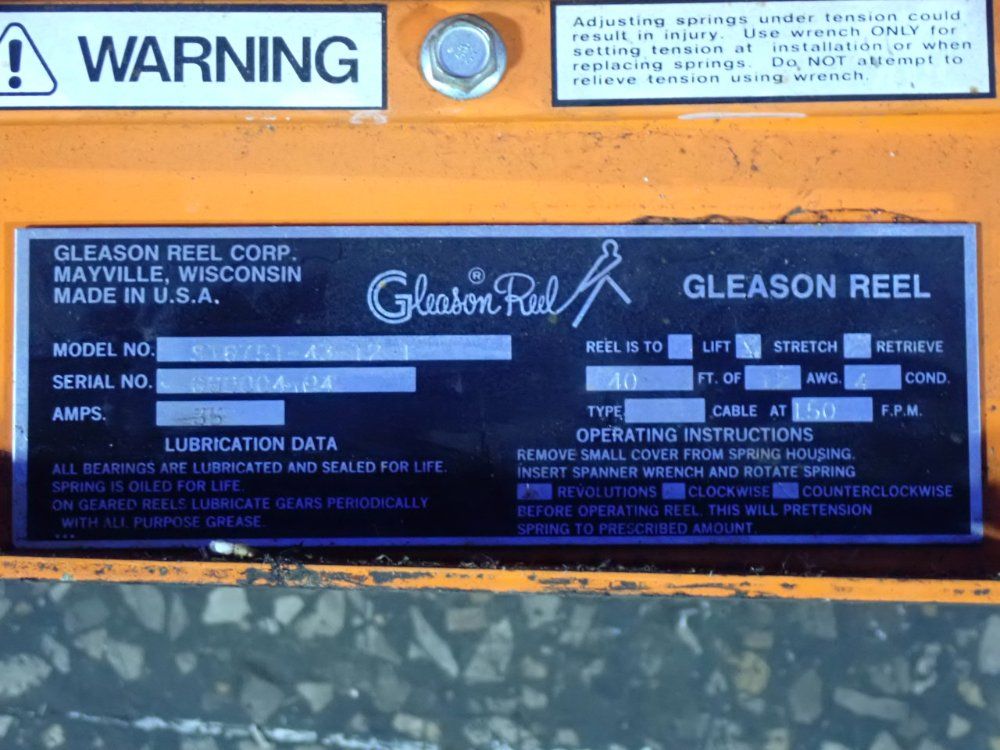 WARNING
Adjusting springs under tension could
result in injury. Use wrench ONLY for
setting tension at installation or when
replacing springs. Do NOT attempt to
relieve tension using wrench.
GLEASON REEL CORP.
MAYVILLE, WISCONSIN
MADE IN U.S.A.
Gleason Reel ®
GLEASON REEL
MODEL NO.
SERIAL NO.
AMPS. 35
LUBRICATION DATA
ALL BEARINGS ARE LUBRICATED AND SEALED FOR LIFE.
SPRING IS OILED FOR LIFE.
ON GEARED REELS LUBRICATE GEARS PERIODICALLY
WITH ALL PURPOSE GREASE.
REEL IS TO LIFT X STRETCH RETRIEVE
40 FT. OF 12 AWG. 4 COND.
TYPE CABLE AT 150 F.P.M.
OPERATING INSTRUCTIONS
REMOVE SMALL COVER FROM SPRING HOUSING.
INSERT SPANNER WRENCH AND ROTATE SPRING
REVOLUTIONS CLOCKWISE COUNTERCLOCKWISE
BEFORE OPERATING REEL. THIS WILL PRETENSION
SPRING TO PRESCRIBED AMOUNT.